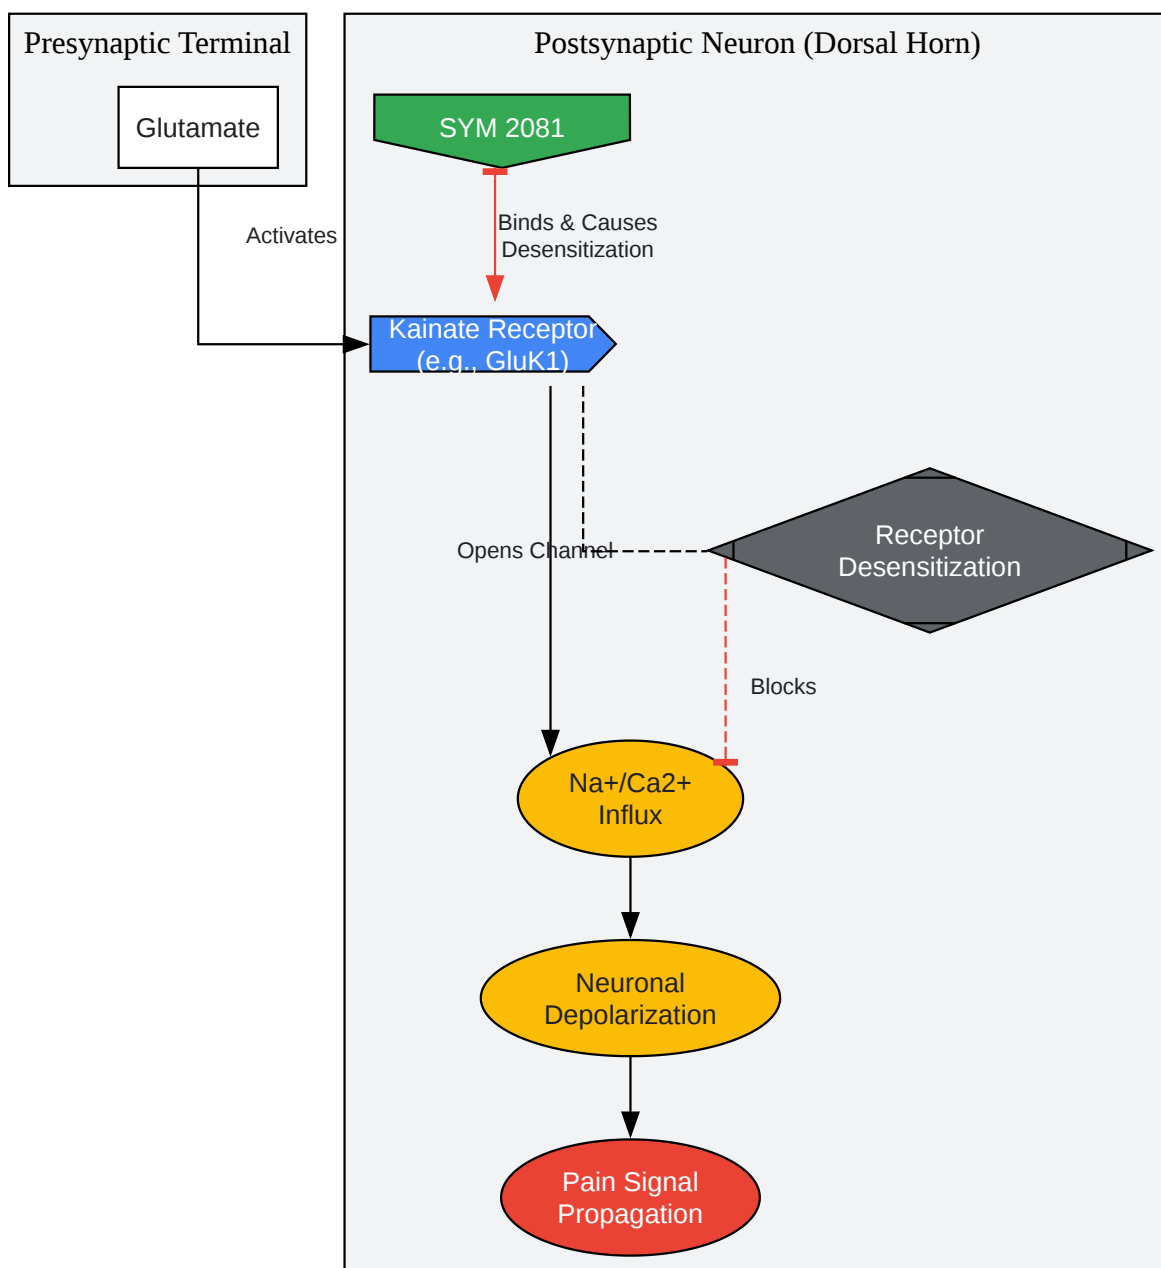 Presynaptic Terminal
Postsynaptic Neuron (Dorsal Horn)
Glutamate
SYM 2081
Activates
Binds & Causes
Desensitization
Kainate Receptor
(e.g., GluK1)
Opens Channel
Receptor
Desensitization
Blocks
Na+/Ca2+
Influx
Neuronal
Depolarization
Pain Signal
Propagation